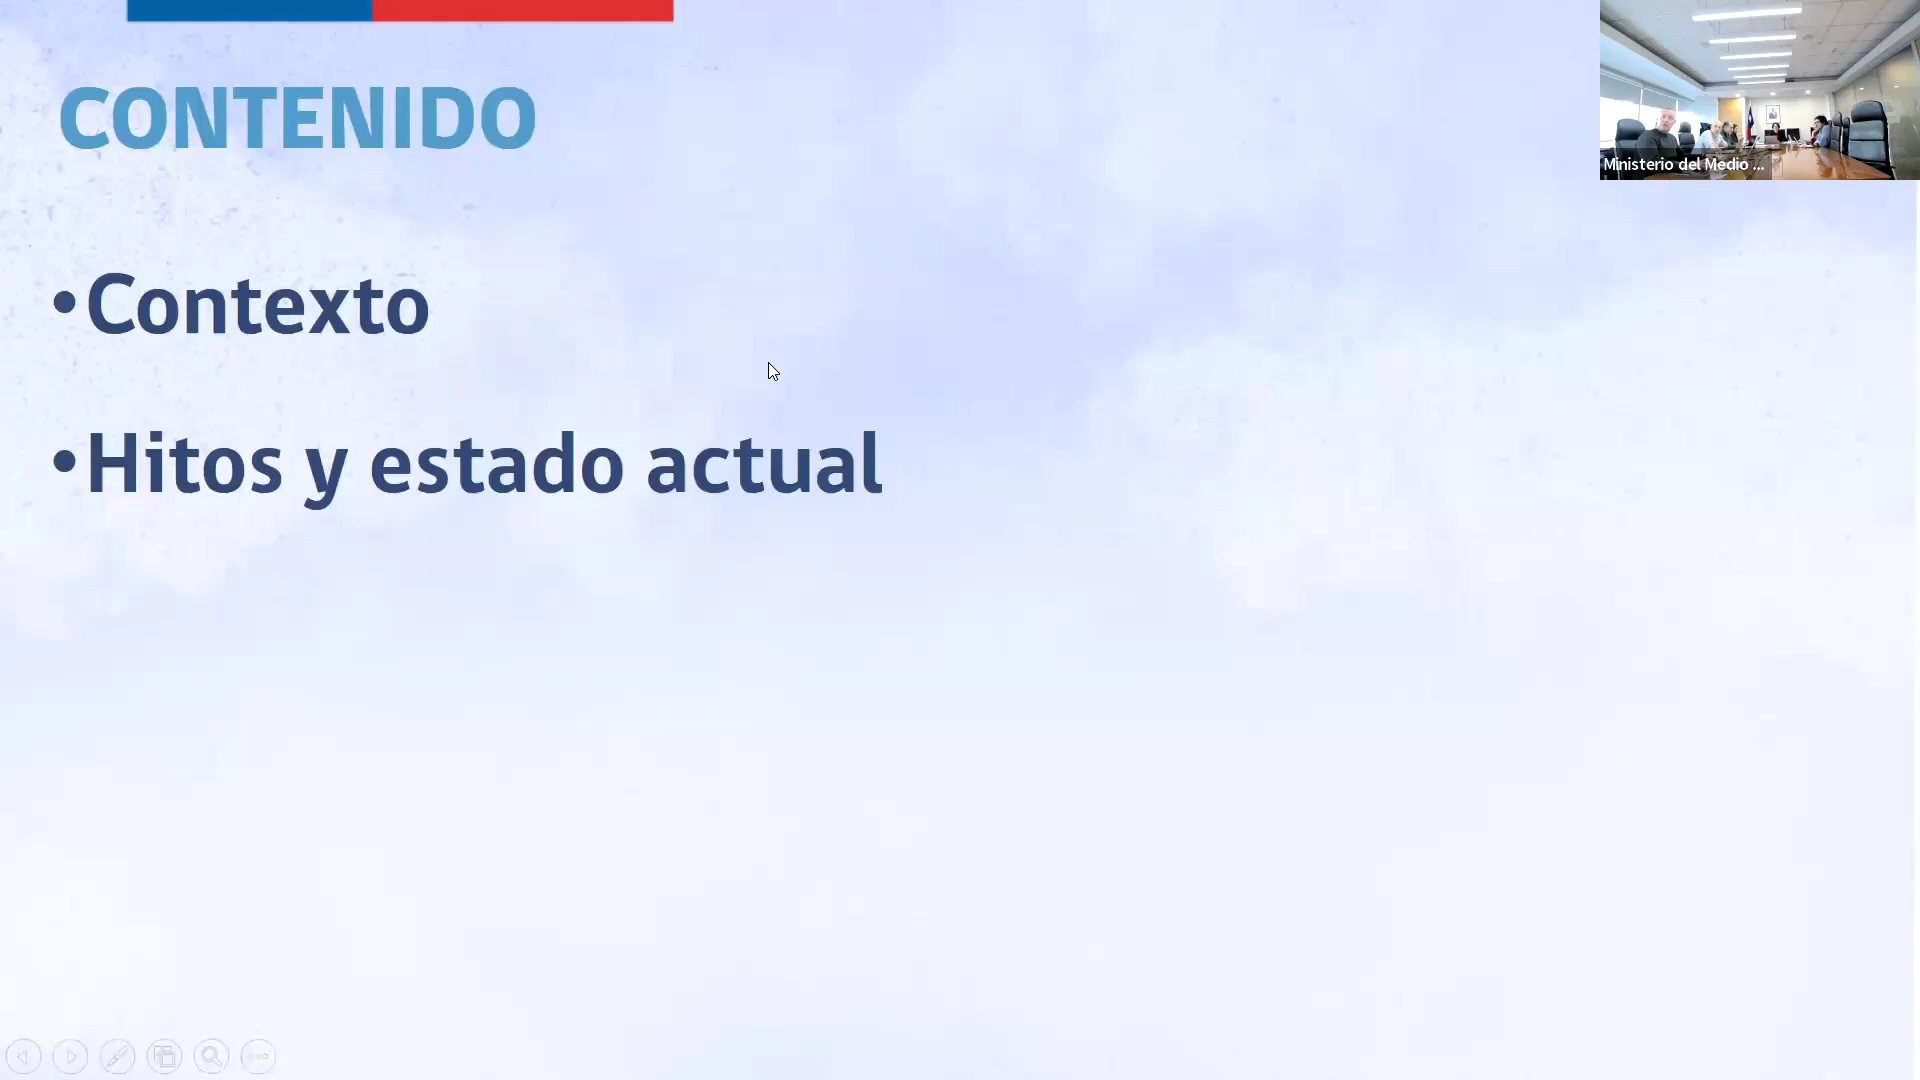 CONTENIDO
Ministerio del Medio ...
•Contexto
•Hitos y estado actual